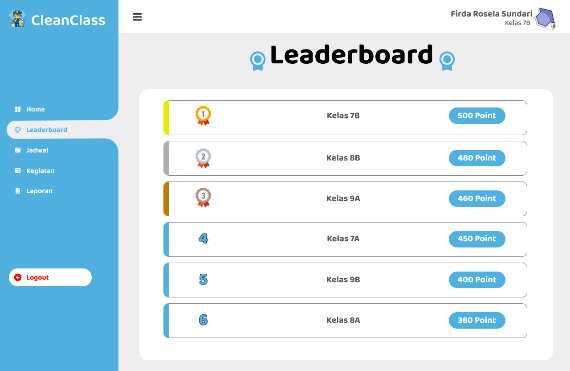 CleanClass
Firda Rosela Sundari
Kelas 7B
Home
Leaderboard
Jadwal
Kegiatan
Laporan
Logout
Leaderboard
1 Kelas 7B 500 Point
2 Kelas 8B 480 Point
3 Kelas 9A 460 Point
4 Kelas 7A 450 Point
5 Kelas 9B 400 Point
6 Kelas 8A 380 Point